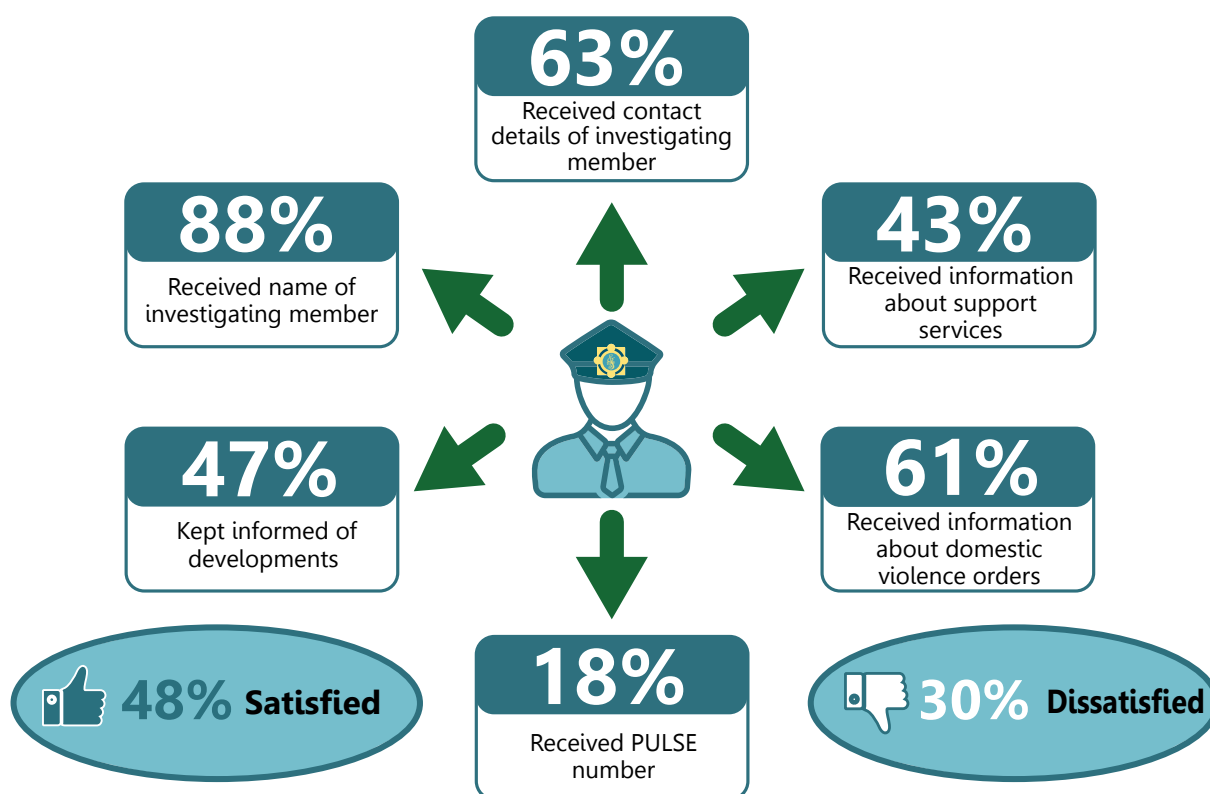 63%
Received contact
details of investigating
member
88%
Received name of
investigating member
43%
Received information
about support
services
47%
Kept informed of
developments
61%
Received information
about domestic
violence orders
48% Satisfied
18%
Received PULSE
number
30% Dissatisfied